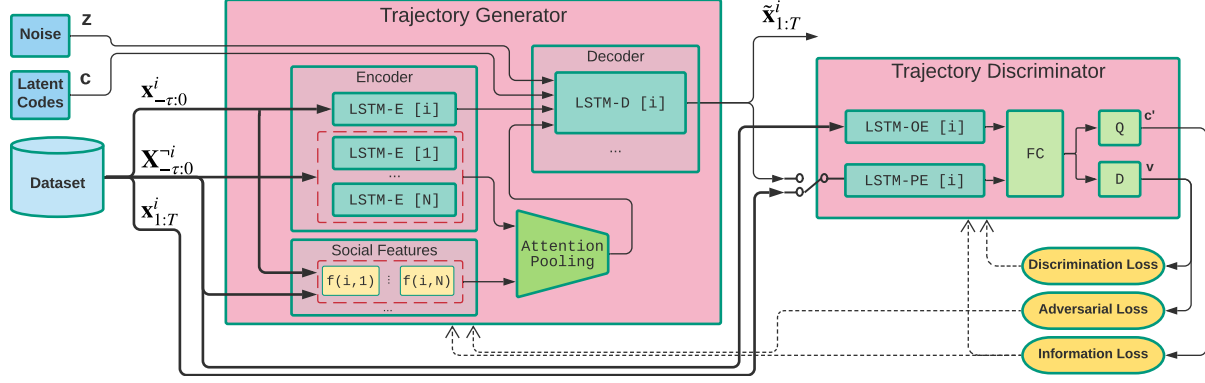 Trajectory Generator
Noise
z
Latent
Codes
c
Dataset
x^i_{−τ:0}
X^{¬i}_{−τ:0}
x^i_{1:T}
Encoder
LSTM-E [i]
LSTM-E [1]
...
LSTM-E [N]
Social Features
f(i,1)
⋮
f(i,N)
...
Attention
Pooling
Decoder
LSTM-D [i]
...
x̃^i_{1:T}
Trajectory Discriminator
LSTM-OE [i]
LSTM-PE [i]
FC
Q
c'
D
v
Discrimination Loss
Adversarial Loss
Information Loss